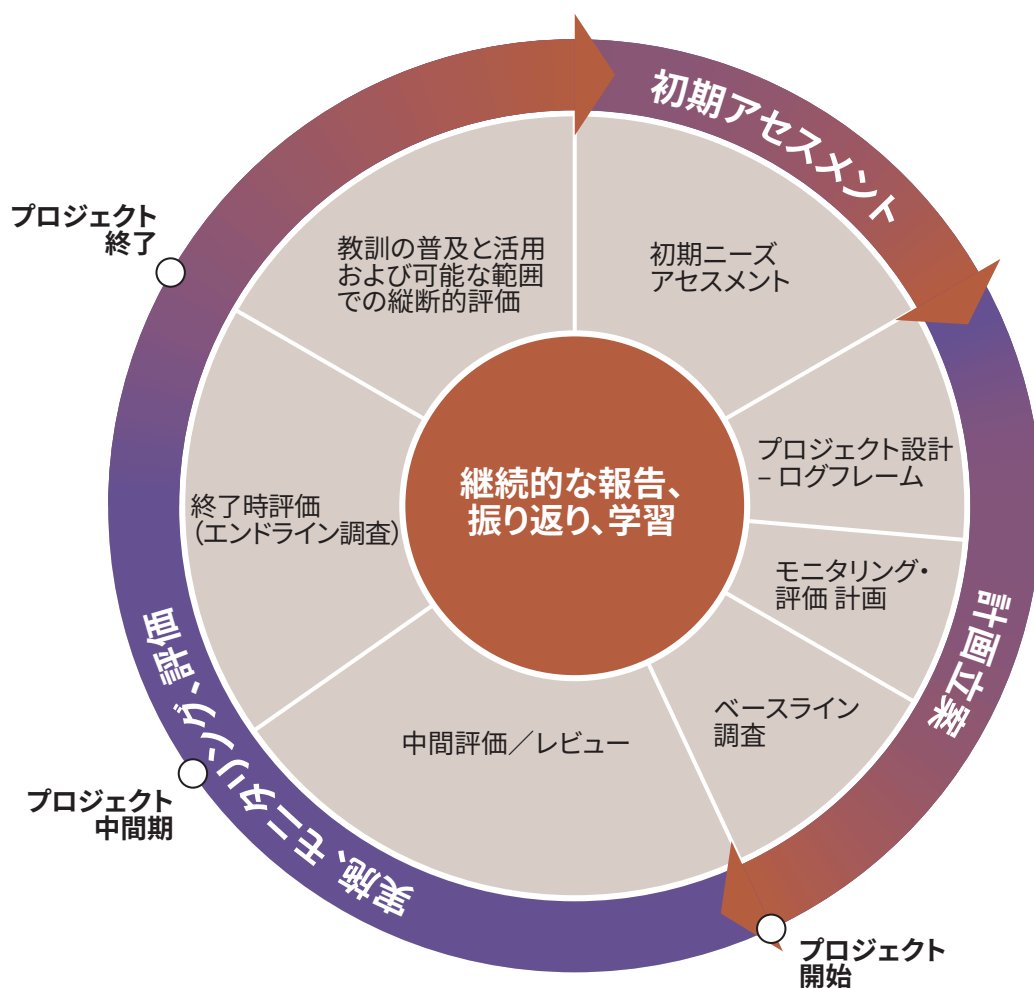 初期アセスメント
プロジェクト
終了
教訓の普及と活用
および可能な範囲
での縦断的評価
初期ニーズ
アセスメント
プロジェクト設計
– ログフレーム
継続的な報告、
振り返り、学習
終了時評価
（エンドライン調査）
モニタリング・
評価 計画
計画立案
ベースライン
調査
中間評価／レビュー
実施、モニタリング、評価
プロジェクト
中間期
プロジェクト
開始